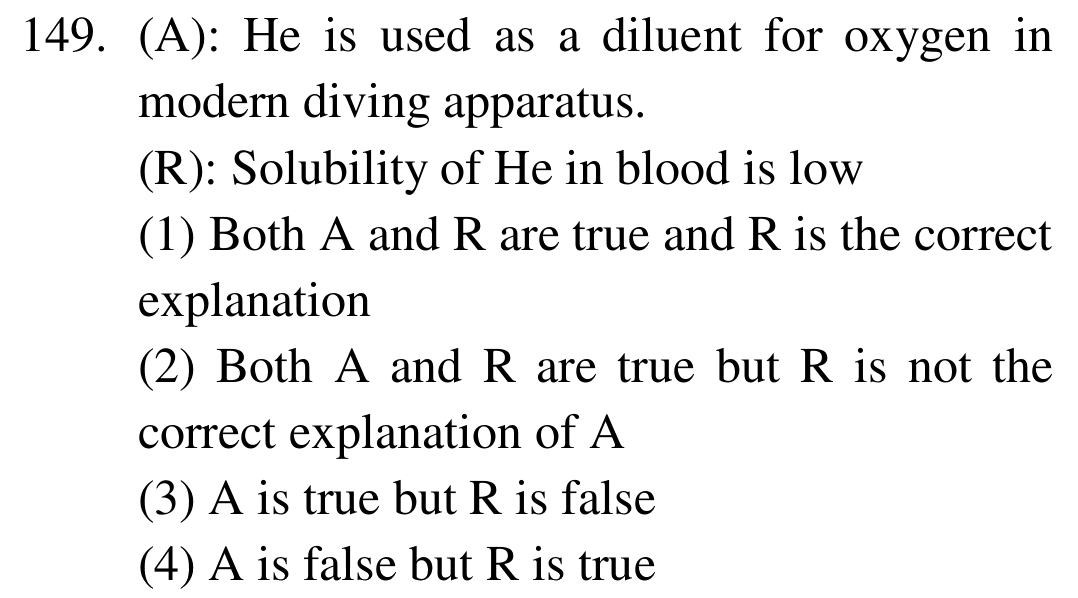 149. (A): He is used as a diluent for oxygen in
modern diving apparatus.
(R): Solubility of He in blood is low
(1) Both A and R are true and R is the correct
explanation
(2) Both A and R are true but R is not the
correct explanation of A
(3) A is true but R is false
(4) A is false but R is true